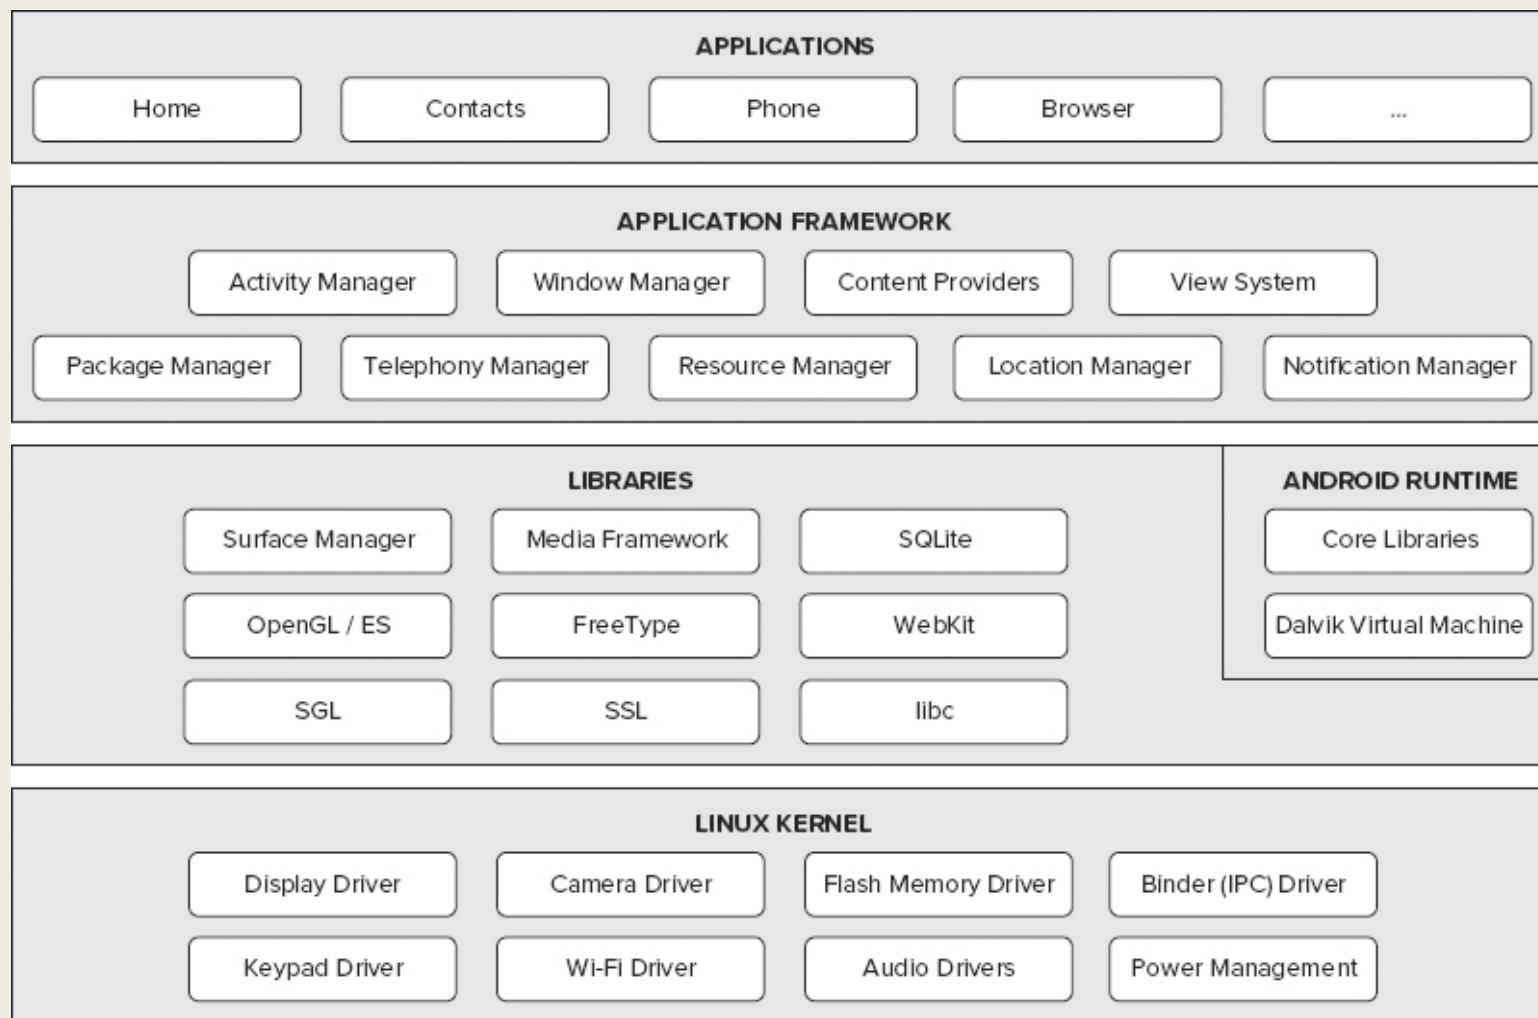 APPLICATIONS
Home Contacts Phone Browser ...
APPLICATION FRAMEWORK
Activity Manager Window Manager Content Providers View System
Package Manager Telephony Manager Resource Manager Location Manager Notification Manager
LIBRARIES ANDROID RUNTIME
Surface Manager Media Framework SQLite Core Libraries
OpenGL / ES FreeType WebKit Dalvik Virtual Machine
SGL SSL libc
LINUX KERNEL
Display Driver Camera Driver Flash Memory Driver Binder (IPC) Driver
Keypad Driver Wi-Fi Driver Audio Drivers Power Management